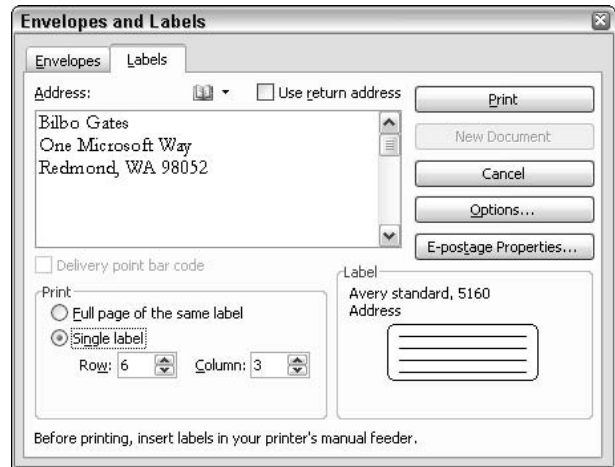 Envelopes and Labels
Envelopes
Labels
Address:
Use return address
Bilbo Gates
One Microsoft Way
Redmond, WA 98052
Print
New Document
Cancel
Options...
E-postage Properties...
Delivery point bar code
Print
Full page of the same label
Single label
Row: 6 Column: 3
Label
Avery standard, 5160
Address
Before printing, insert labels in your printer's manual feeder.